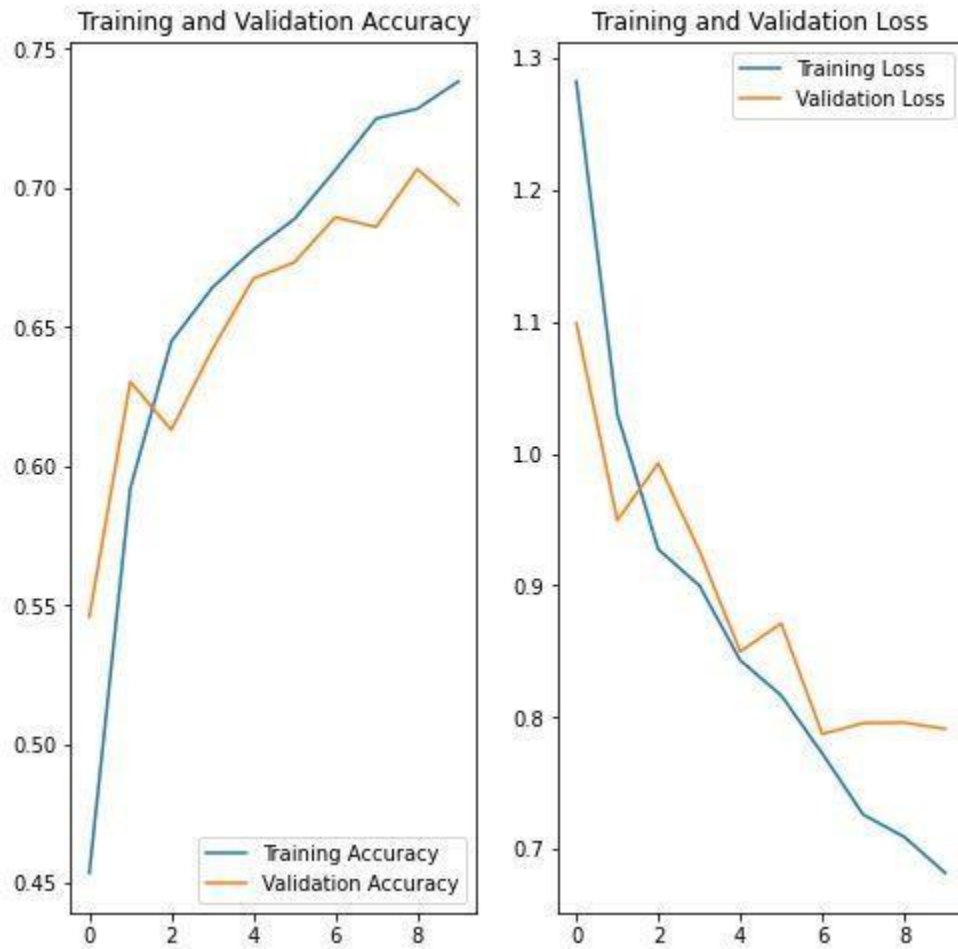 Training and Validation Accuracy
0.75
0.70
0.65
0.60
0.55
0.50
0.45
Training Accuracy
Validation Accuracy
0 2 4 6 8
Training and Validation Loss
1.3
1.2
1.1
1.0
0.9
0.8
0.7
Training Loss
Validation Loss
0 2 4 6 8